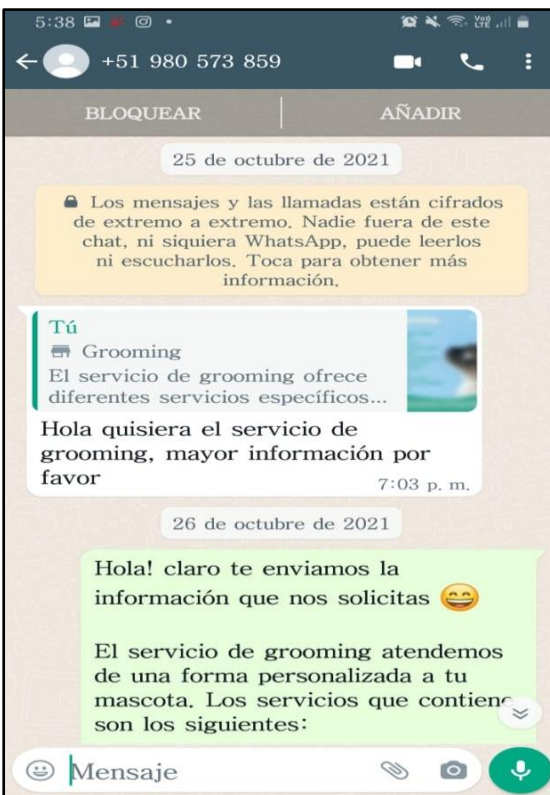 5:38
Vo)) LTE
+51 980 573 859
BLOQUEAR
AÑADIR
25 de octubre de 2021
Los mensajes y las llamadas están cifrados
de extremo a extremo. Nadie fuera de este
chat, ni siquiera WhatsApp, puede leerlos
ni escucharlos. Toca para obtener más
información.
Tú
Grooming
El servicio de grooming ofrece
diferentes servicios específicos...
Hola quisiera el servicio de
grooming, mayor información por
favor
7:03 p. m.
26 de octubre de 2021
Hola! claro te enviamos la
información que nos solicitas 😄
El servicio de grooming atendemos
de una forma personalizada a tu
mascota. Los servicios que contiene
son los siguientes:
Mensaje